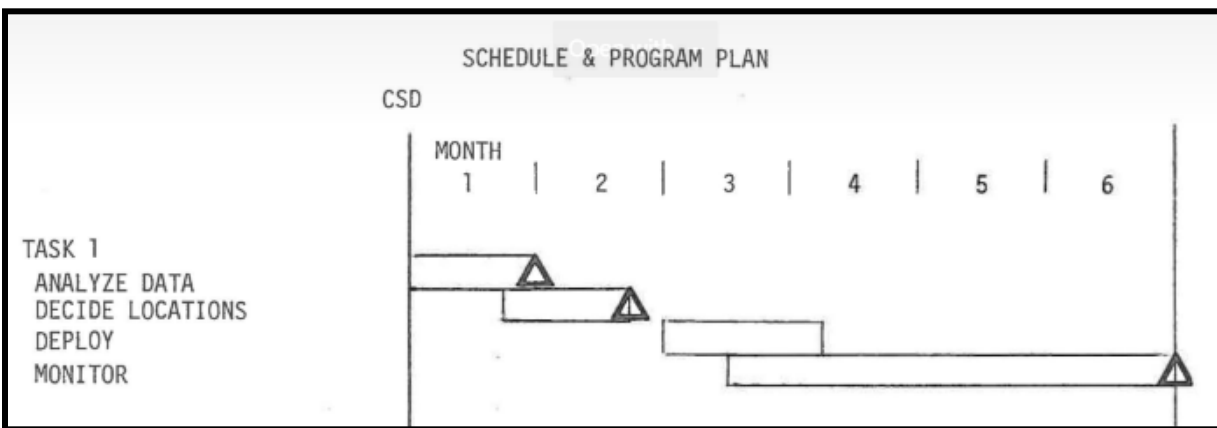 SCHEDULE & PROGRAM PLAN
CSD
MONTH
1 2 3 4 5 6
TASK 1
ANALYZE DATA
DECIDE LOCATIONS
DEPLOY
MONITOR